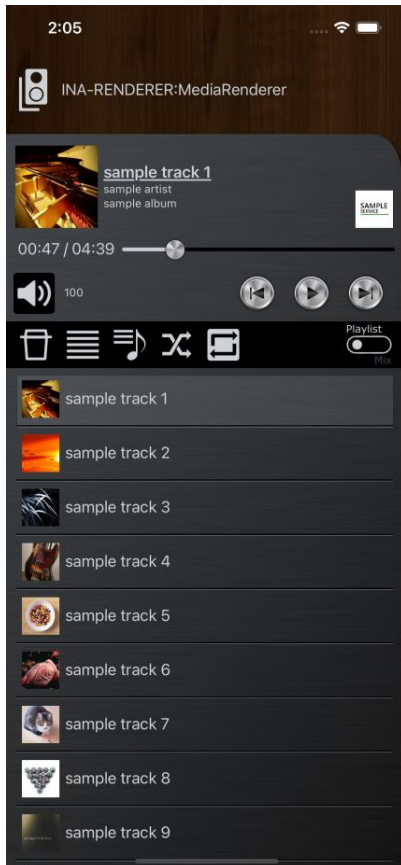 2:05
INA-RENDERER:MediaRenderer
sample track 1
sample artist
sample album
SAMPLE
SERVICE
00:47 / 04:39
100
Playlist
Mix
sample track 1
sample track 2
sample track 3
sample track 4
sample track 5
sample track 6
sample track 7
sample track 8
sample track 9